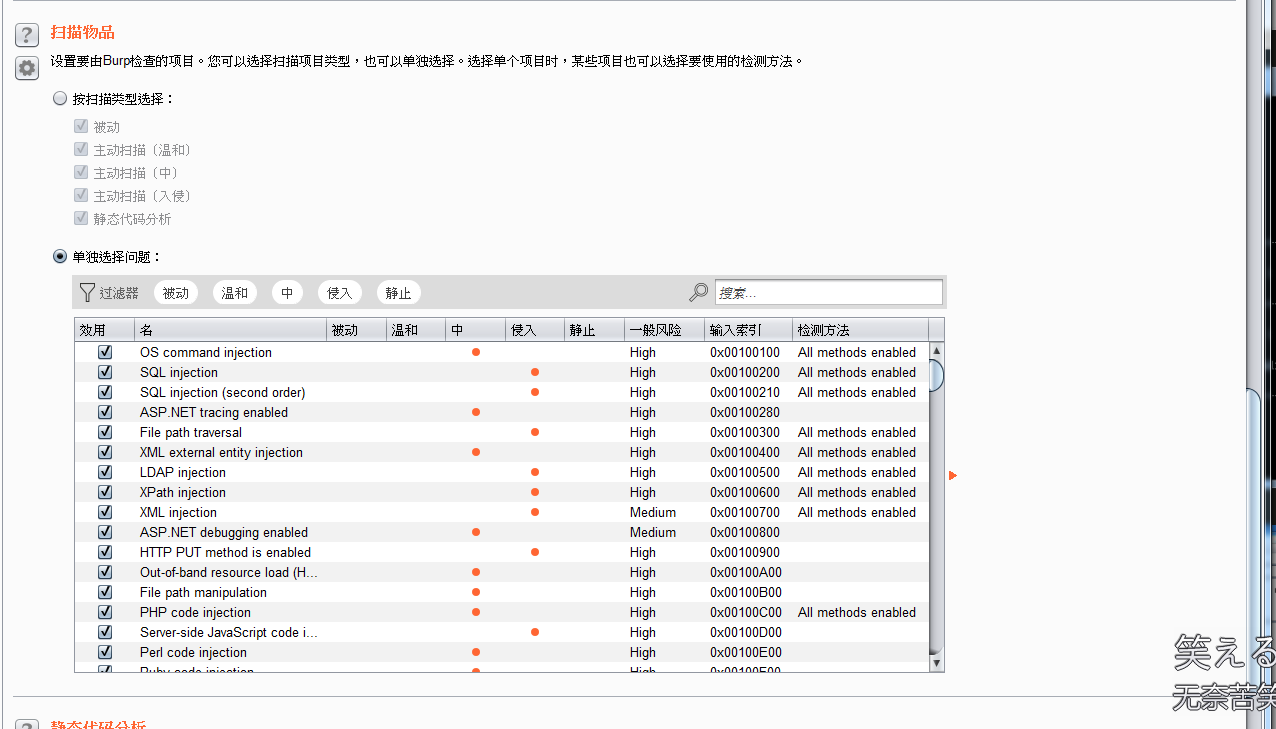 扫描物品
设置要由Burp检查的项目。您可以选择扫描项目类型，也可以单独选择。选择单个项目时，某些项目也可以选择要使用的检测方法。
按扫描类型选择：
被动
主动扫描（温和）
主动扫描（中）
主动扫描（入侵）
静态代码分析
单独选择问题：
过滤器 被动 温和 中 侵入 静止 搜索...
效用 名 被动 温和 中 侵入 静止 一般风险 输入索引 检测方法
OS command injection High 0x00100100 All methods enabled
SQL injection High 0x00100200 All methods enabled
SQL injection (second order) High 0x00100210 All methods enabled
ASP.NET tracing enabled High 0x00100280
File path traversal High 0x00100300 All methods enabled
XML external entity injection High 0x00100400 All methods enabled
LDAP injection High 0x00100500 All methods enabled
XPath injection High 0x00100600 All methods enabled
XML injection Medium 0x00100700 All methods enabled
ASP.NET debugging enabled Medium 0x00100800
HTTP PUT method is enabled High 0x00100900
Out-of-band resource load (H... High 0x00100A00
File path manipulation High 0x00100B00
PHP code injection High 0x00100C00 All methods enabled
Server-side JavaScript code i... High 0x00100D00
Perl code injection High 0x00100E00
Ruby code injection High 0x00100F00
笑える
无奈苦笑
静态代码分析